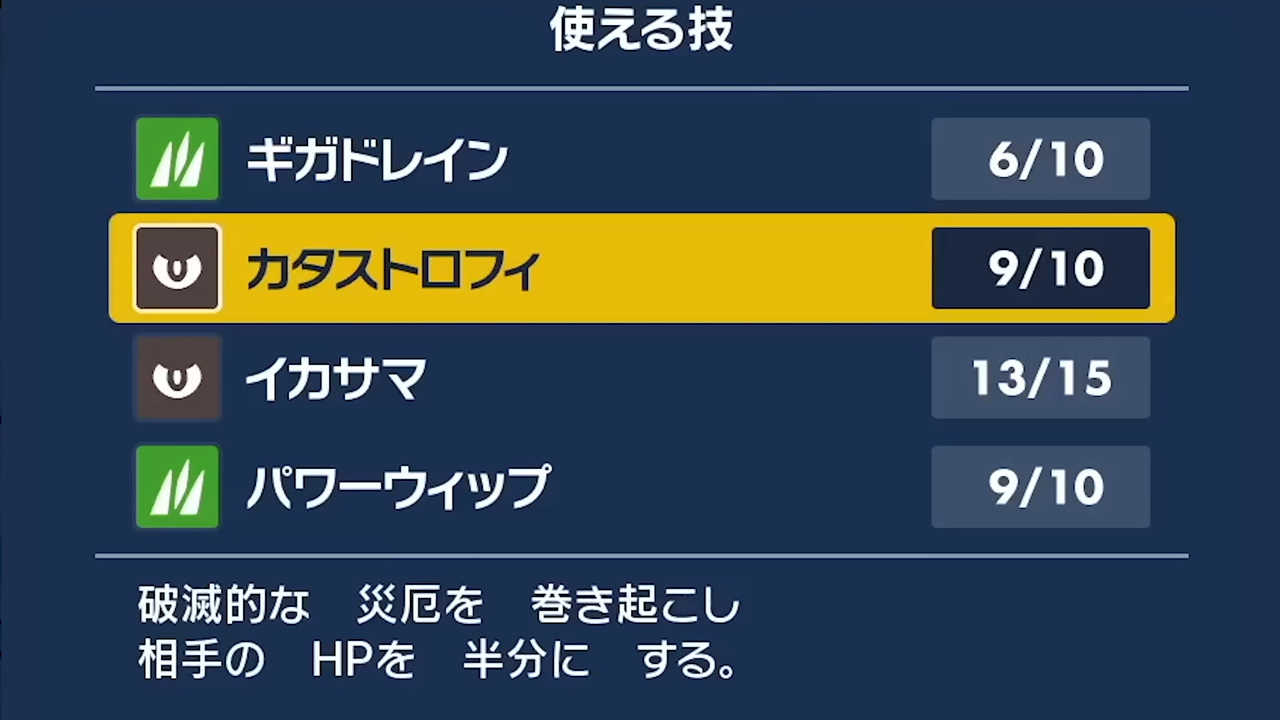 使える技
ギガドレイン 6/10
カタストロフィ 9/10
イカサマ 13/15
パワーウィップ 9/10
破滅的な　災厄を　巻き起こし
相手の　HPを　半分に　する。